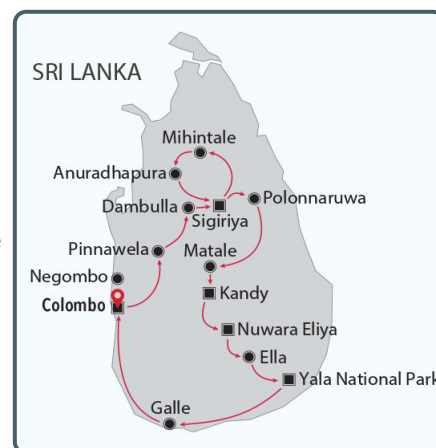 SRI LANKA
Mihintale
Anuradhapura
Polonnaruwa
Dambulla
Sigiriya
Pinnawela
Matale
Negombo
Kandy
Colombo
Nuwara Eliya
Ella
Yala National Park
Galle